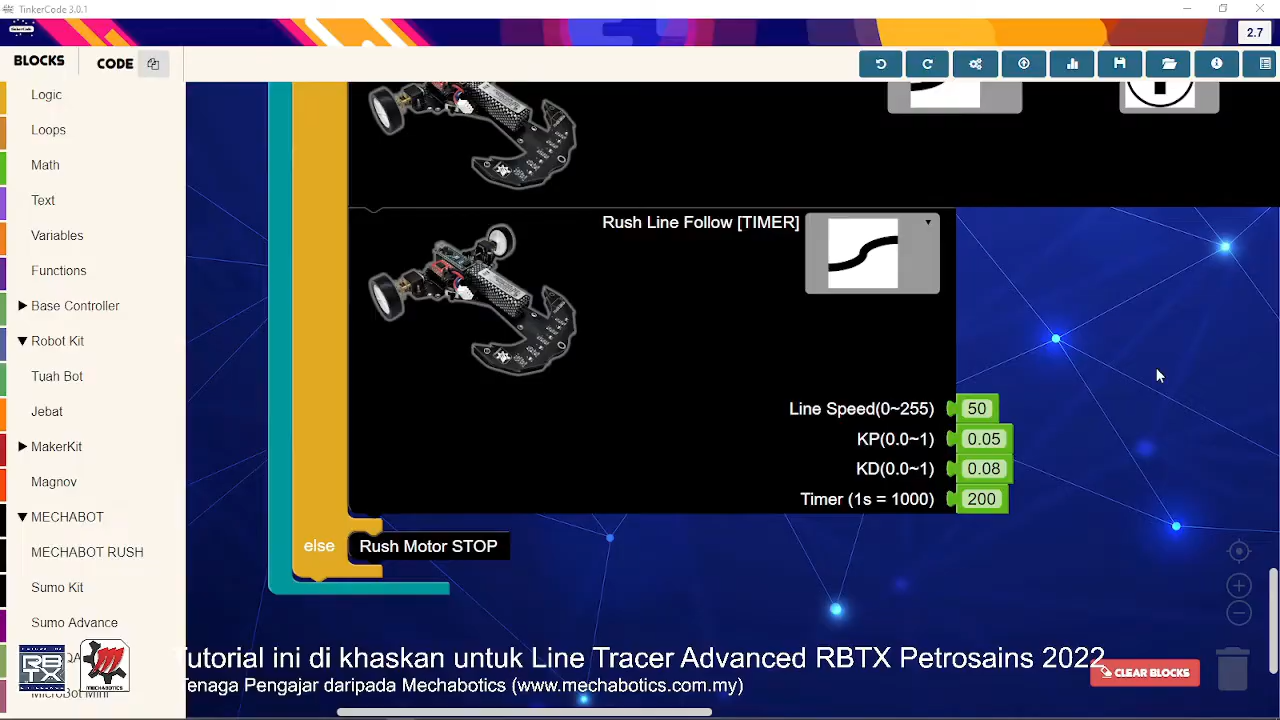 TinkerCode 3.0.1
2.7
BLOCKS
CODE
Logic
Loops
Math
Text
Variables
Functions
Base Controller
Robot Kit
Tuah Bot
Jebat
MakerKit
Magnov
MECHABOT
MECHABOT RUSH
Sumo Kit
Sumo Advance
Rush Line Follow [TIMER]
Line Speed(0~255) 50
KP(0.0~1) 0.05
KD(0.0~1) 0.08
Timer (1s = 1000) 200
else Rush Motor STOP
Tutorial ini di khaskan untuk Line Tracer Advanced RBTX Petrosains 2022
Tenaga Pengajar daripada Mechabotics (www.mechabotics.com.my)
CLEAR BLOCKS
RB
TX
MECHABOTICS